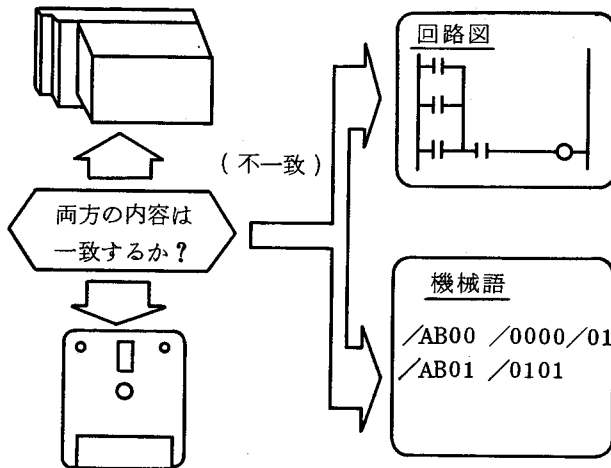 回路図
(不一致)
両方の内容は
一致するか?
機械語
／AB00 ／0000／01
／AB01 ／0101